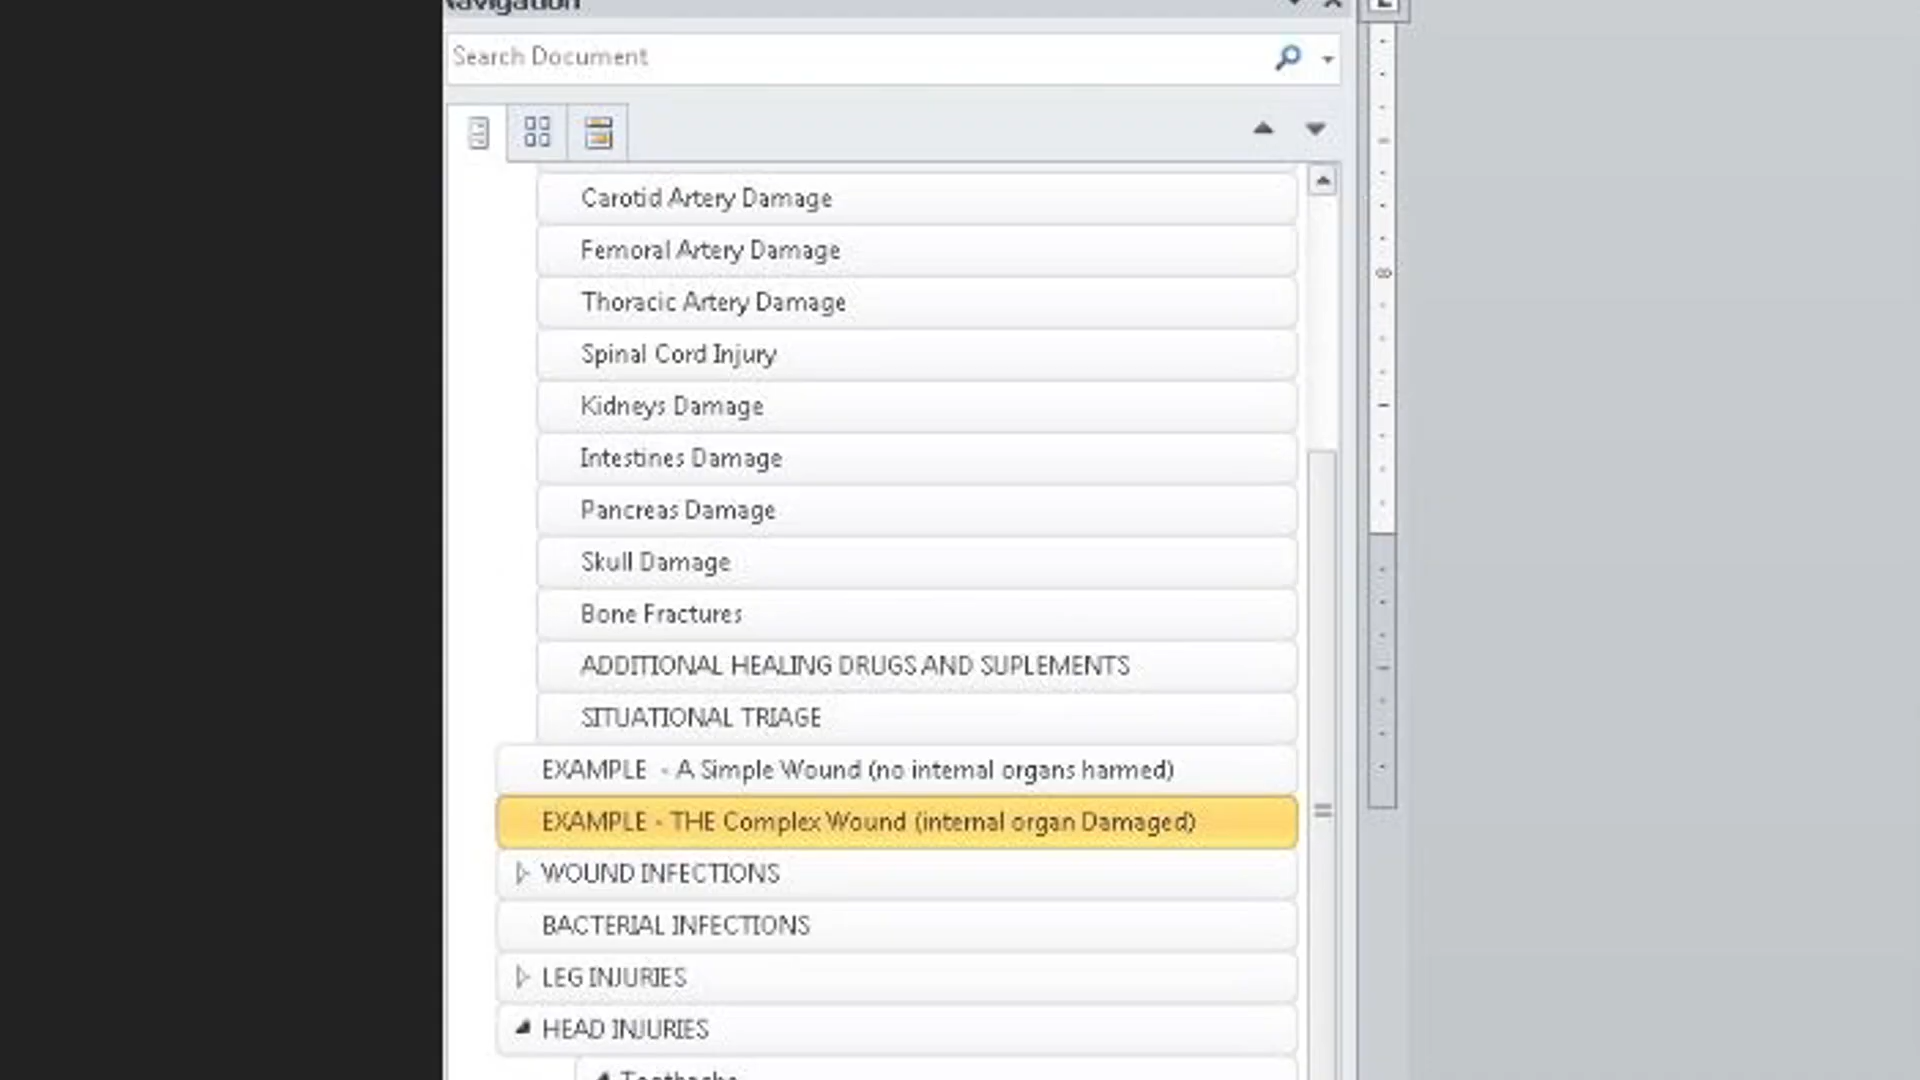 Navigation
Search Document
Carotid Artery Damage
Femoral Artery Damage
Thoracic Artery Damage
Spinal Cord Injury
Kidneys Damage
Intestines Damage
Pancreas Damage
Skull Damage
Bone Fractures
ADDITIONAL HEALING DRUGS AND SUPLEMENTS
SITUATIONAL TRIAGE
EXAMPLE - A Simple Wound (no internal organs harmed)
EXAMPLE - THE Complex Wound (internal organ Damaged)
WOUND INFECTIONS
BACTERIAL INFECTIONS
LEG INJURIES
HEAD INJURIES
Toothache